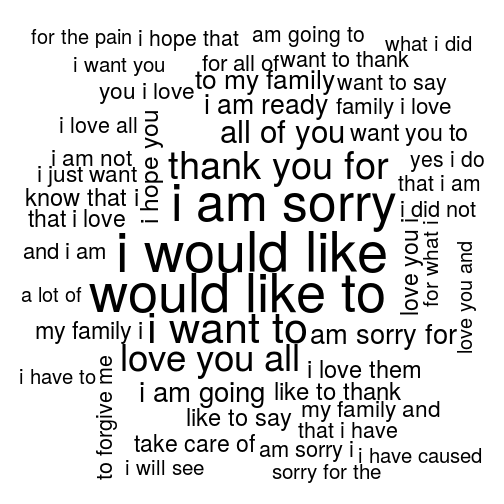 for the pain
i hope that
am going to
what i did
i want you
for all of
want to thank
you i love
to my family
want to say
i am ready
family i love
i love all
i hope you
all of you
want you to
i am not
thank you for
yes i do
i just want
that i am
know that i
i am sorry
i did not
that i love
and i am
i would like
love you i
for what i
love you and
a lot of
would like to
my family i
i want to
am sorry for
love you all
i love them
i have to
to forgive me
i am going
like to thank
like to say
my family and
that i have
take care of
am sorry i
i have caused
i will see
sorry for the